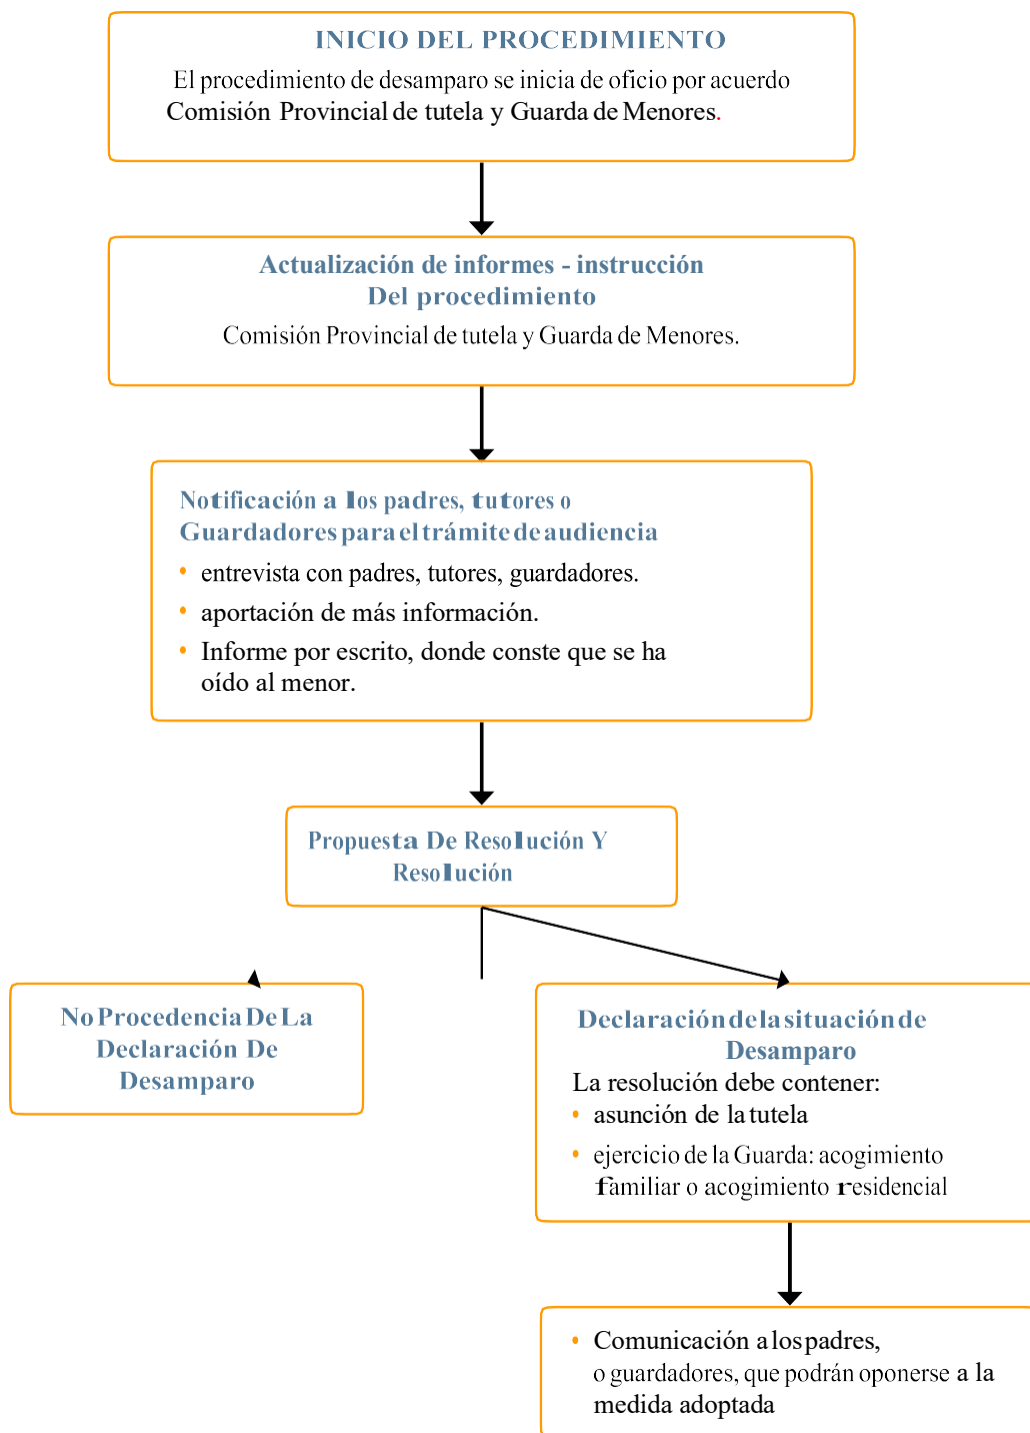 INICIO DEL PROCEDIMIENTO
El procedimiento de desamparo se inicia de oficio por acuerdo
Comisión Provincial de tutela y Guarda de Menores.
Actualización de informes - instrucción
Del procedimiento
Comisión Provincial de tutela y Guarda de Menores.
Notificación a los padres, tutores o
Guardadores para el trámite de audiencia
• entrevista con padres, tutores, guardadores.
• aportación de más información.
• Informe por escrito, donde conste que se ha
oído al menor.
Propuesta De Resolución Y
Resolución
No Procedencia De La
Declaración De
Desamparo
Declaración de la situación de
Desamparo
La resolución debe contener:
• asunción de la tutela
• ejercicio de la Guarda: acogimiento
familiar o acogimiento residencial
• Comunicación a los padres,
o guardadores, que podrán oponerse a la
medida adoptada